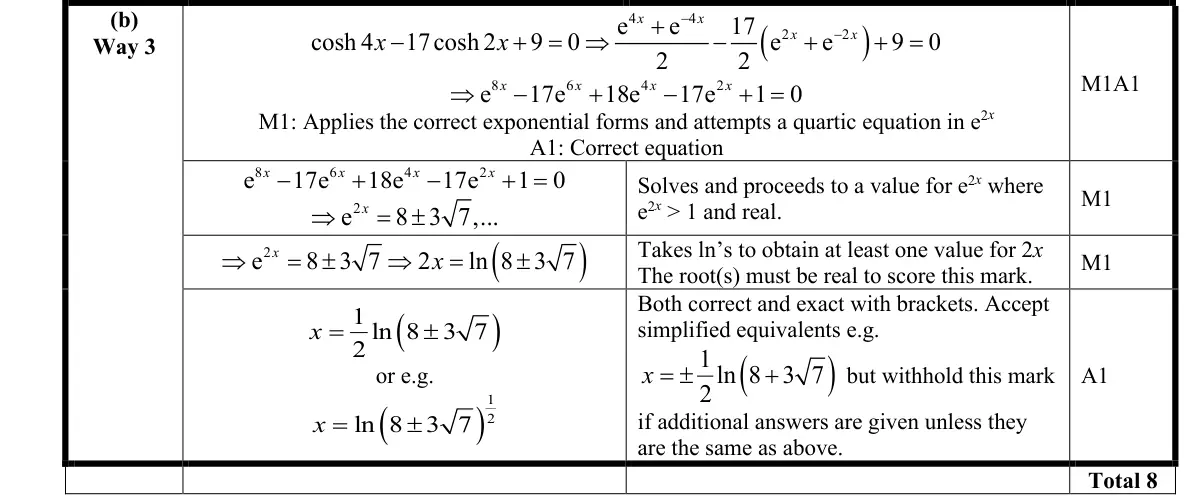 (b)
Way 3
cosh 4x − 17 cosh 2x + 9 = 0 ⇒ (e^{4x} + e^{−4x})/2 − 17/2 (e^{2x} + e^{−2x}) + 9 = 0
⇒ e^{8x} − 17e^{6x} + 18e^{4x} − 17e^{2x} + 1 = 0
M1: Applies the correct exponential forms and attempts a quartic equation in e^{2x}
A1: Correct equation
M1A1
e^{8x} − 17e^{6x} + 18e^{4x} − 17e^{2x} + 1 = 0
⇒ e^{2x} = 8 ± 3√7,...
Solves and proceeds to a value for e^{2x} where
e^{2x} > 1 and real.
M1
⇒ e^{2x} = 8 ± 3√7 ⇒ 2x = ln(8 ± 3√7)
Takes ln’s to obtain at least one value for 2x
The root(s) must be real to score this mark.
M1
x = 1/2 ln(8 ± 3√7)
or e.g.
x = ln(8 ± 3√7)^{1/2}
Both correct and exact with brackets. Accept
simplified equivalents e.g.
x = ± 1/2 ln(8 + 3√7) but withhold this mark
if additional answers are given unless they
are the same as above.
A1
Total 8